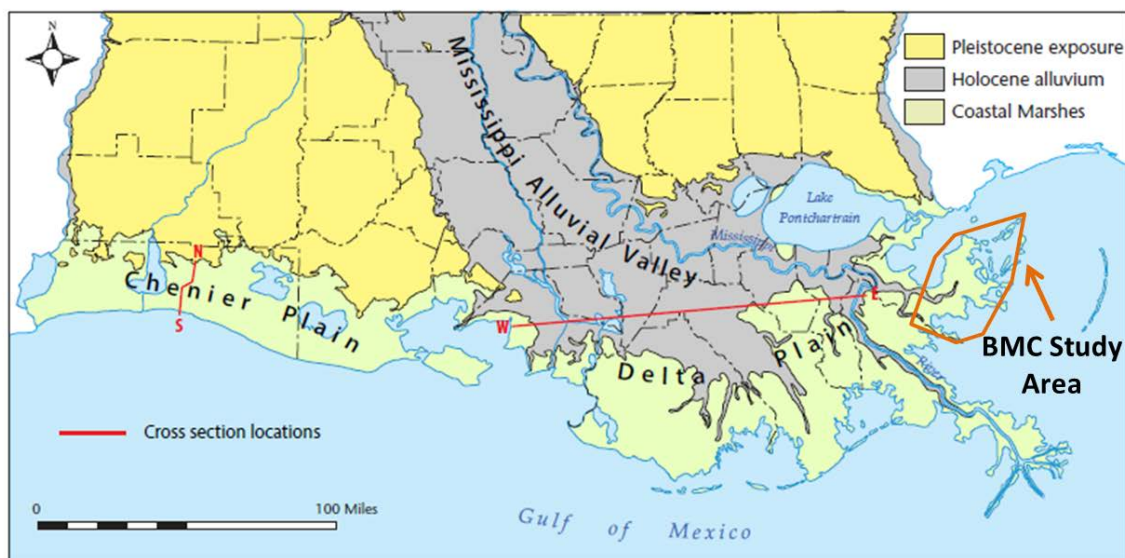 N
Pleistocene exposure
Holocene alluvium
Coastal Marshes
Mississippi Alluvial Valley
Lake
Pontchartrain
Mississippi
N
Chenier Plain
S
W
E
Delta Plain
River
BMC Study
Area
Cross section locations
0
100 Miles
Gulf of Mexico